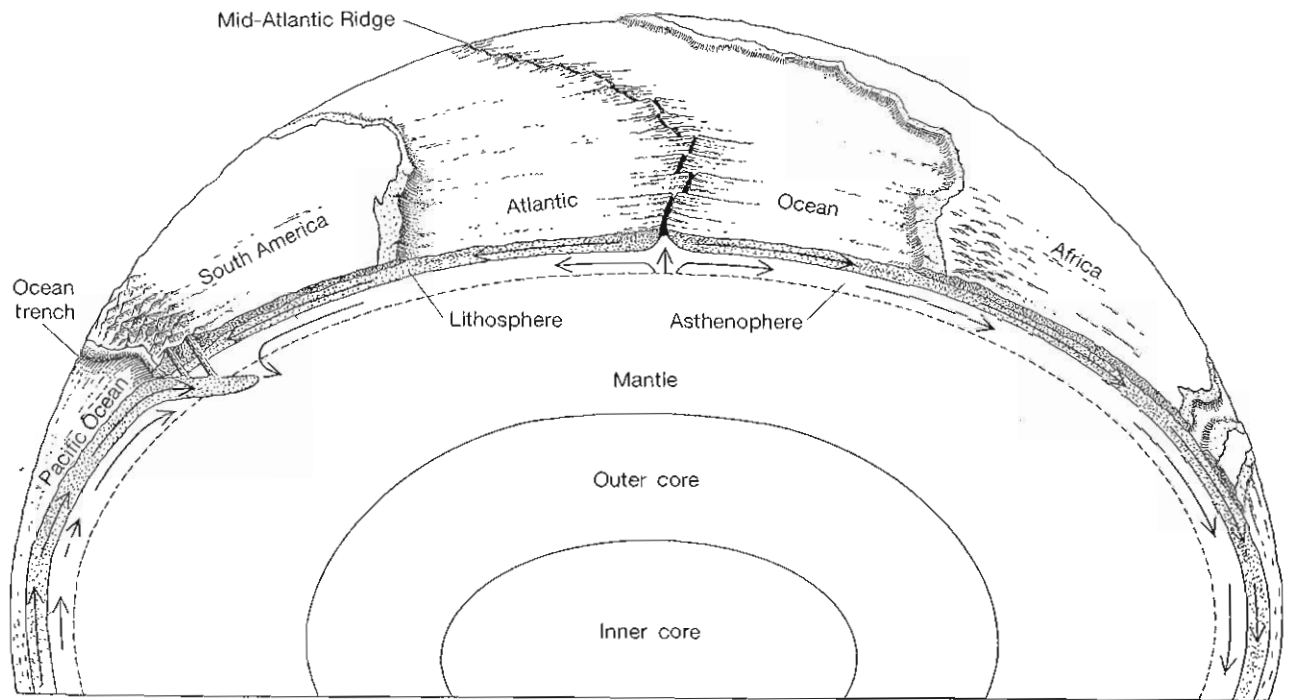 Mid-Atlantic Ridge
Atlantic
Ocean
South America
Africa
Ocean
trench
Lithosphere
Asthenophere
Pacific Ocean
Mantle
Outer core
Inner core